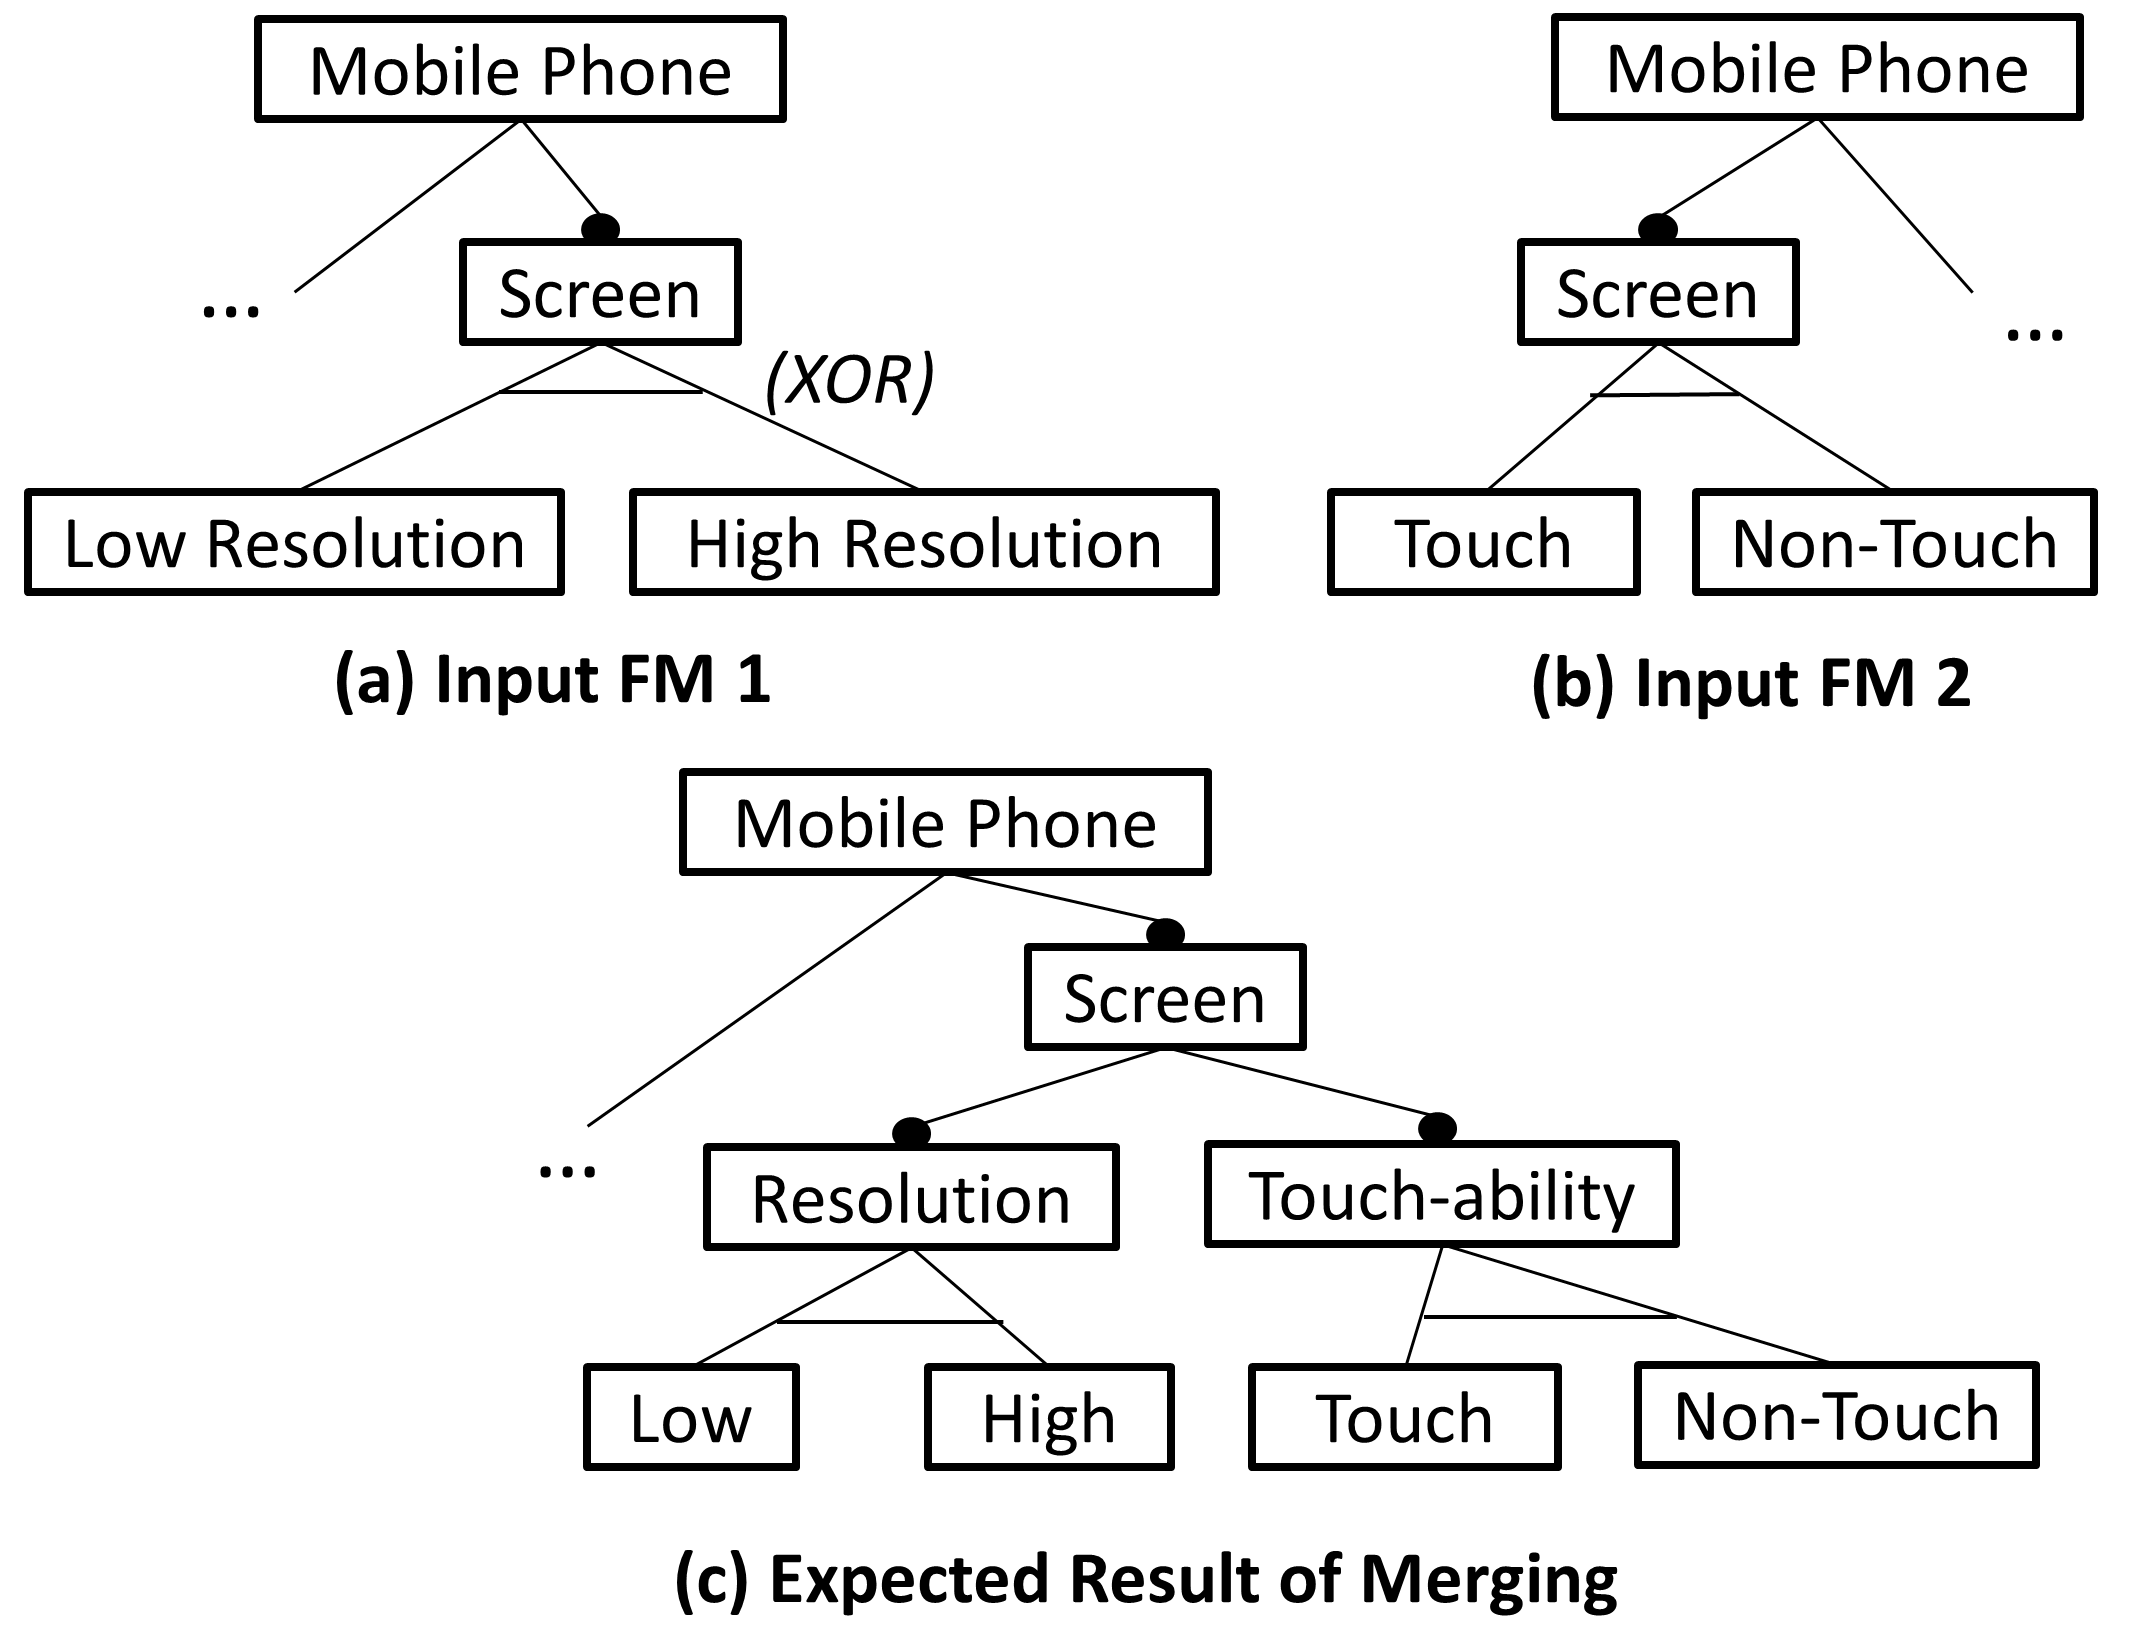 Mobile Phone
...
Screen
(XOR)
Low Resolution
High Resolution
(a) Input FM 1
Mobile Phone
Screen
...
Touch
Non-Touch
(b) Input FM 2
Mobile Phone
Screen
...
Resolution
Touch-ability
Low
High
Touch
Non-Touch
(c) Expected Result of Merging